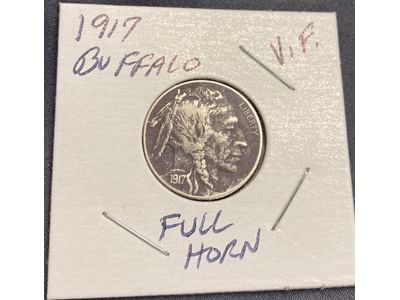 1917
BUFFALO
V.F.
LIBERTY
1917
FULL
HORN